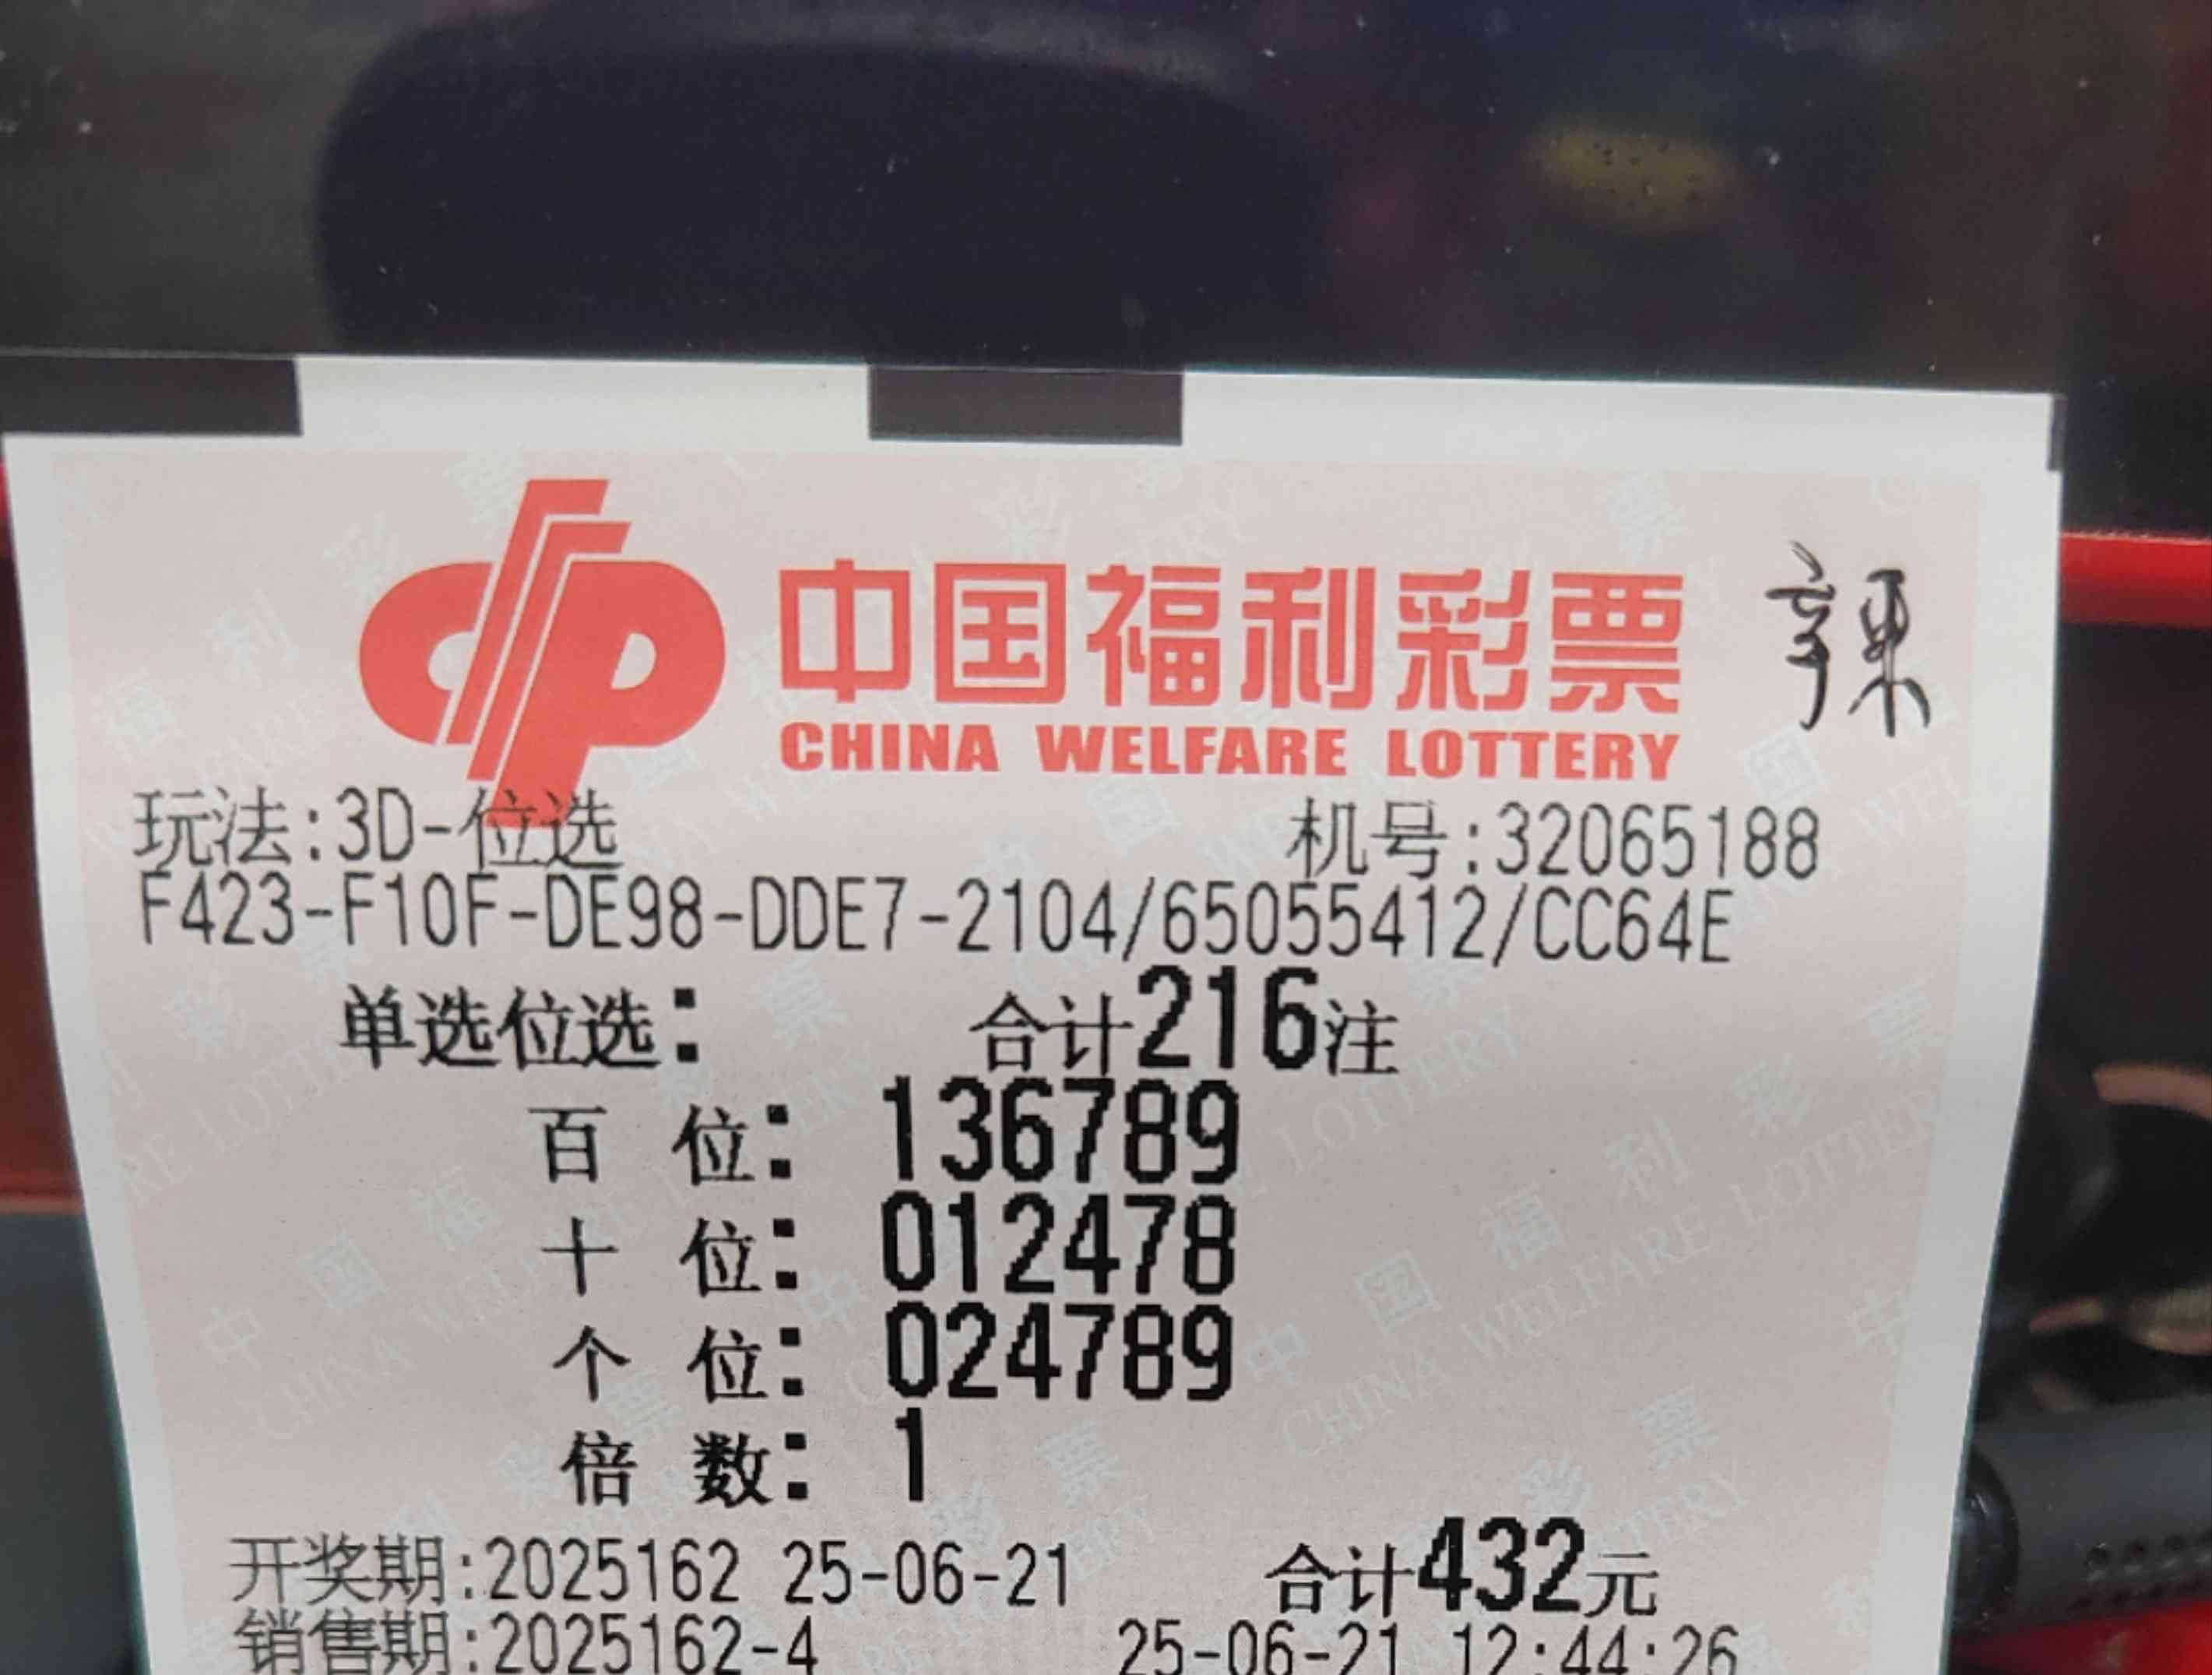 中国福利彩票
CHINA WELFARE LOTTERY
玩法:3D-位选 机号:32065188
F423-F10F-DE98-DDE7-2104/65055412/CC64E
单选位选: 合计216注
百 位: 136789
十 位: 012478
个 位: 024789
倍 数: 1
开奖期:2025162 25-06-21 合计432元
销售期:2025162-4 25-06-21 12:44:26